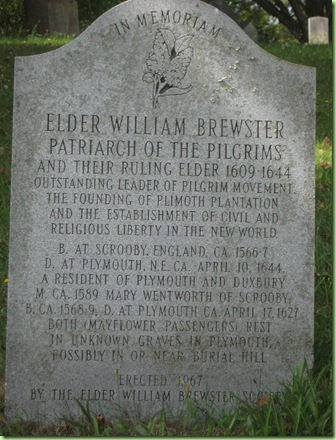 IN MEMORIAM
ELDER WILLIAM BREWSTER
PATRIARCH OF THE PILGRIMS
AND THEIR RULING ELDER 1609-1644
OUTSTANDING LEADER OF PILGRIM MOVEMENT
THE FOUNDING OF PLIMOTH PLANTATION
AND THE ESTABLISHMENT OF CIVIL AND
RELIGIOUS LIBERTY IN THE NEW WORLD.
B. AT SCROOBY, ENGLAND, CA. 1566-7
D. AT PLYMOUTH, N.E. CA. APRIL 10, 1644,
A RESIDENT OF PLYMOUTH AND DUXBURY
M. CA. 1589 MARY WENTWORTH OF SCROOBY,
B. CA. 1568-9, D. AT PLYMOUTH CA. APRIL 17, 1627
BOTH (MAYFLOWER PASSENGERS) REST
IN UNKNOWN GRAVES IN PLYMOUTH,
POSSIBLY IN OR NEAR BURIAL HILL
ERECTED 1967
BY THE ELDER WILLIAM BREWSTER SOCIETY